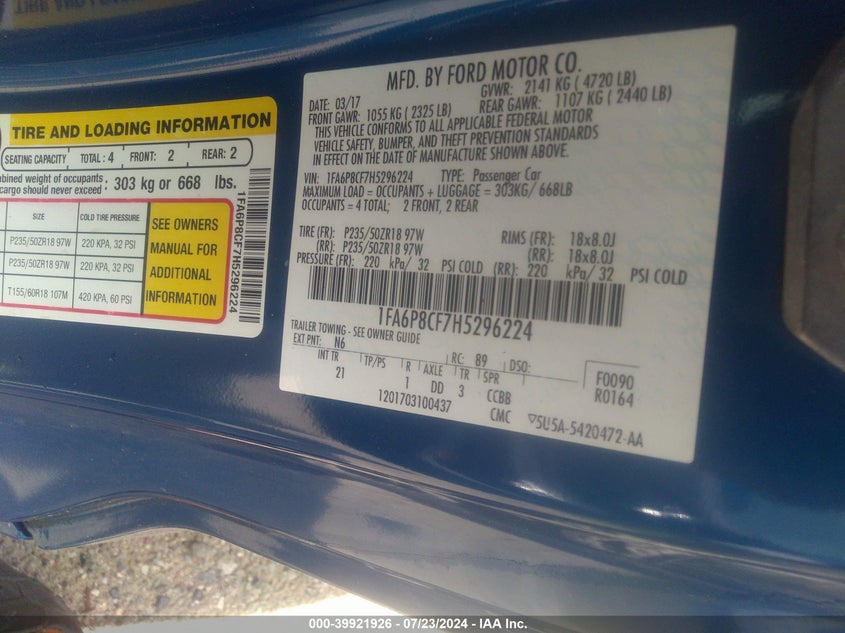 TIRE AND LOADING INFORMATION
SEATING CAPACITY TOTAL : 4 FRONT: 2 REAR: 2
mbined weight of occupants
cargo should never exceed : 303 kg or 668 lbs.
SIZE COLD TIRE PRESSURE
P235/50ZR18 97W 220 KPA, 32 PSI
P235/50ZR18 97W 220 KPA, 32 PSI
T155/60R18 107M 420 KPA, 60 PSI
SEE OWNERS
MANUAL FOR
ADDITIONAL
INFORMATION
1FA6P8CF7H5296224
MFD. BY FORD MOTOR CO.
DATE: 03/17 GVWR: 2141 KG ( 4720 LB)
FRONT GAWR: 1055 KG ( 2325 LB) REAR GAWR: 1107 KG ( 2440 LB)
THIS VEHICLE CONFORMS TO ALL APPLICABLE FEDERAL MOTOR
VEHICLE SAFETY, BUMPER, AND THEFT PREVENTION STANDARDS
IN EFFECT ON THE DATE OF MANUFACTURE SHOWN ABOVE.
VIN: 1FA6P8CF7H5296224 TYPE: Passenger Car
MAXIMUM LOAD = OCCUPANTS + LUGGAGE = 303KG/ 668LB
OCCUPANTS = 4 TOTAL; 2 FRONT, 2 REAR
TIRE (FR): P235/50ZR18 97W RIMS (FR): 18x8.0J
(RR): P235/50ZR18 97W (RR): 18x8.0J
PRESSURE (FR): 220 kPa/ 32 PSI COLD (RR): 220 kPa/ 32 PSI COLD
1FA6P8CF7H5296224
TRAILER TOWING - SEE OWNER GUIDE
EXT PNT: N6 RC: 89 DSO:
INT TR TP/PS R AXLE TR SPR F0090
21 1 DD 3 CCBB R0164
1201703100437 CMC 5U5A-5420472-AA
000-39921926 - 07/23/2024 - IAA Inc.